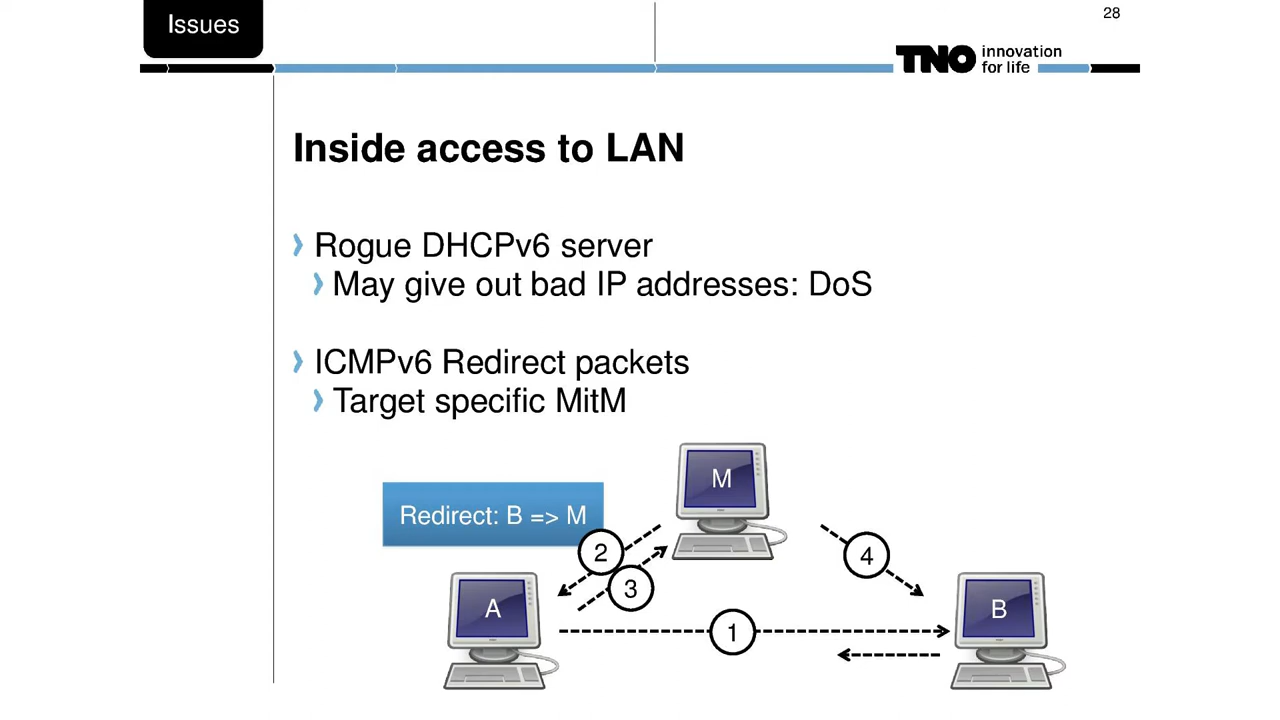 Issues
28
TNO innovation
for life
Inside access to LAN
Rogue DHCPv6 server
May give out bad IP addresses: DoS
ICMPv6 Redirect packets
Target specific MitM
M
Redirect: B => M
2
4
3
A
B
1